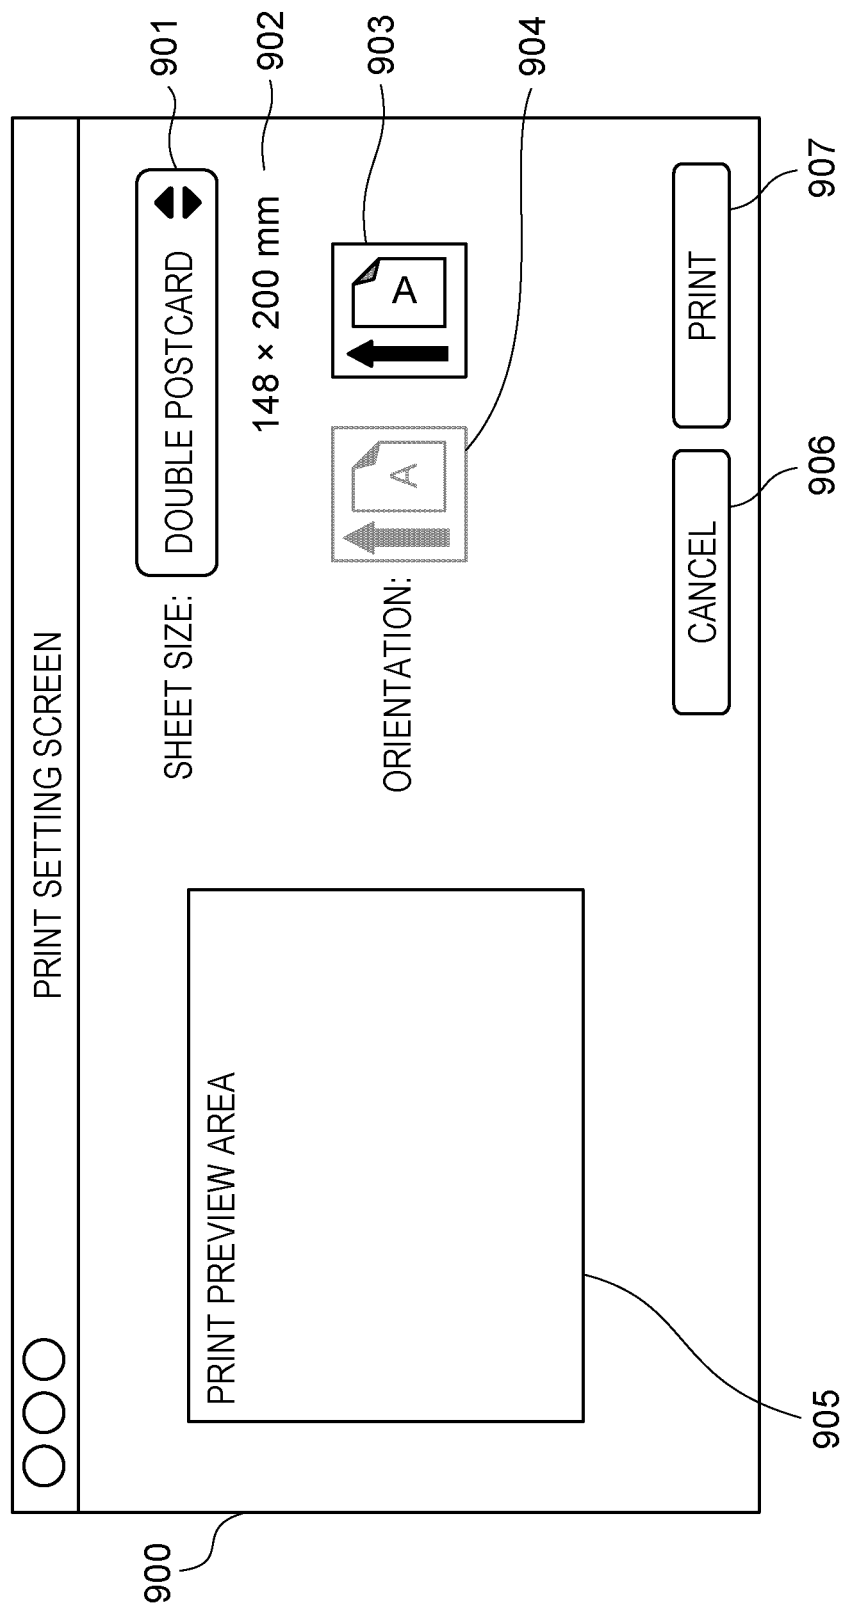 900
PRINT SETTING SCREEN
SHEET SIZE:
DOUBLE POSTCARD
901
148 × 200 mm
902
PRINT PREVIEW AREA
ORIENTATION:
A
A
903
904
CANCEL
PRINT
905
906
907